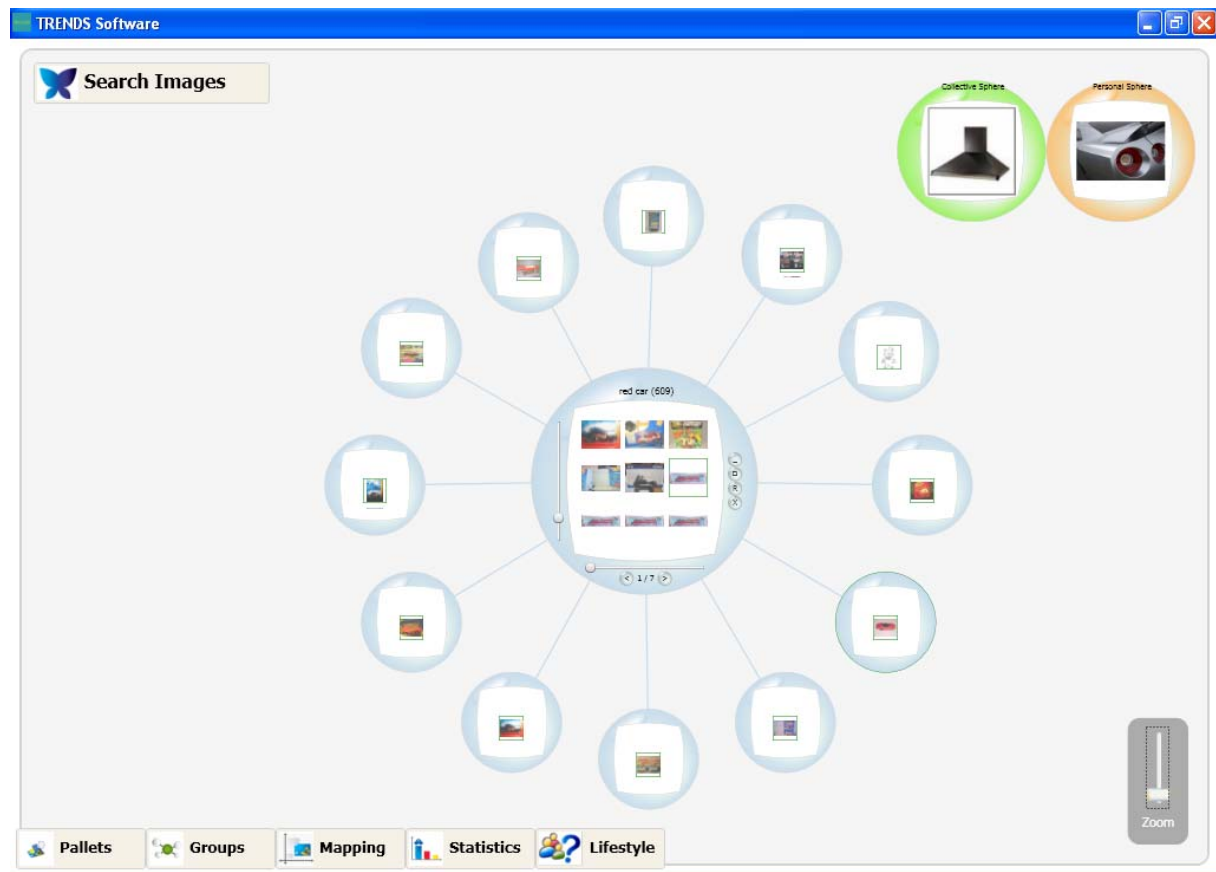 TRENDS Software
Search Images
Collective Sphere
Personal Sphere
red car (609)
1 / 7
Zoom
Pallets
Groups
Mapping
Statistics
Lifestyle